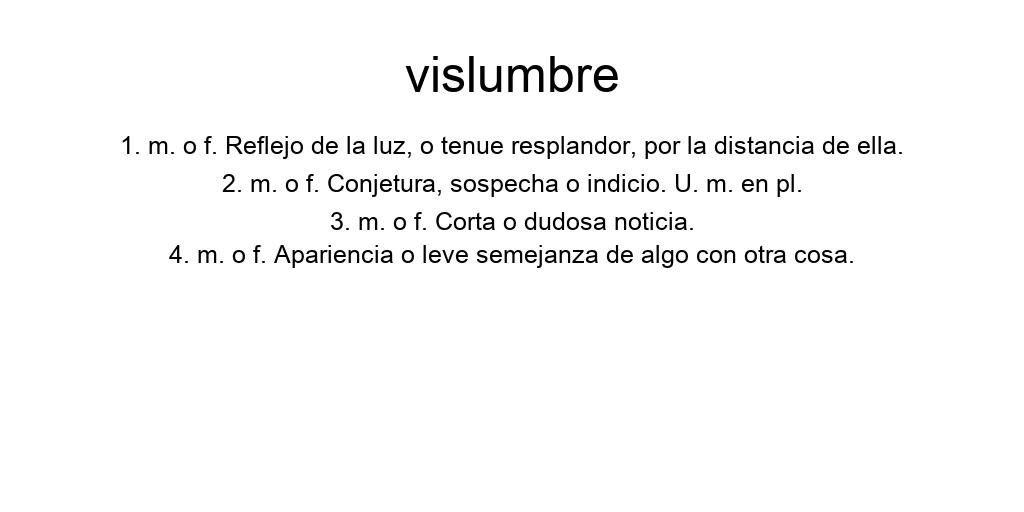 vislumbre
1. m. o f. Reflejo de la luz, o tenue resplandor, por la distancia de ella.
2. m. o f. Conjetura, sospecha o indicio. U. m. en pl.
3. m. o f. Corta o dudosa noticia.
4. m. o f. Apariencia o leve semejanza de algo con otra cosa.